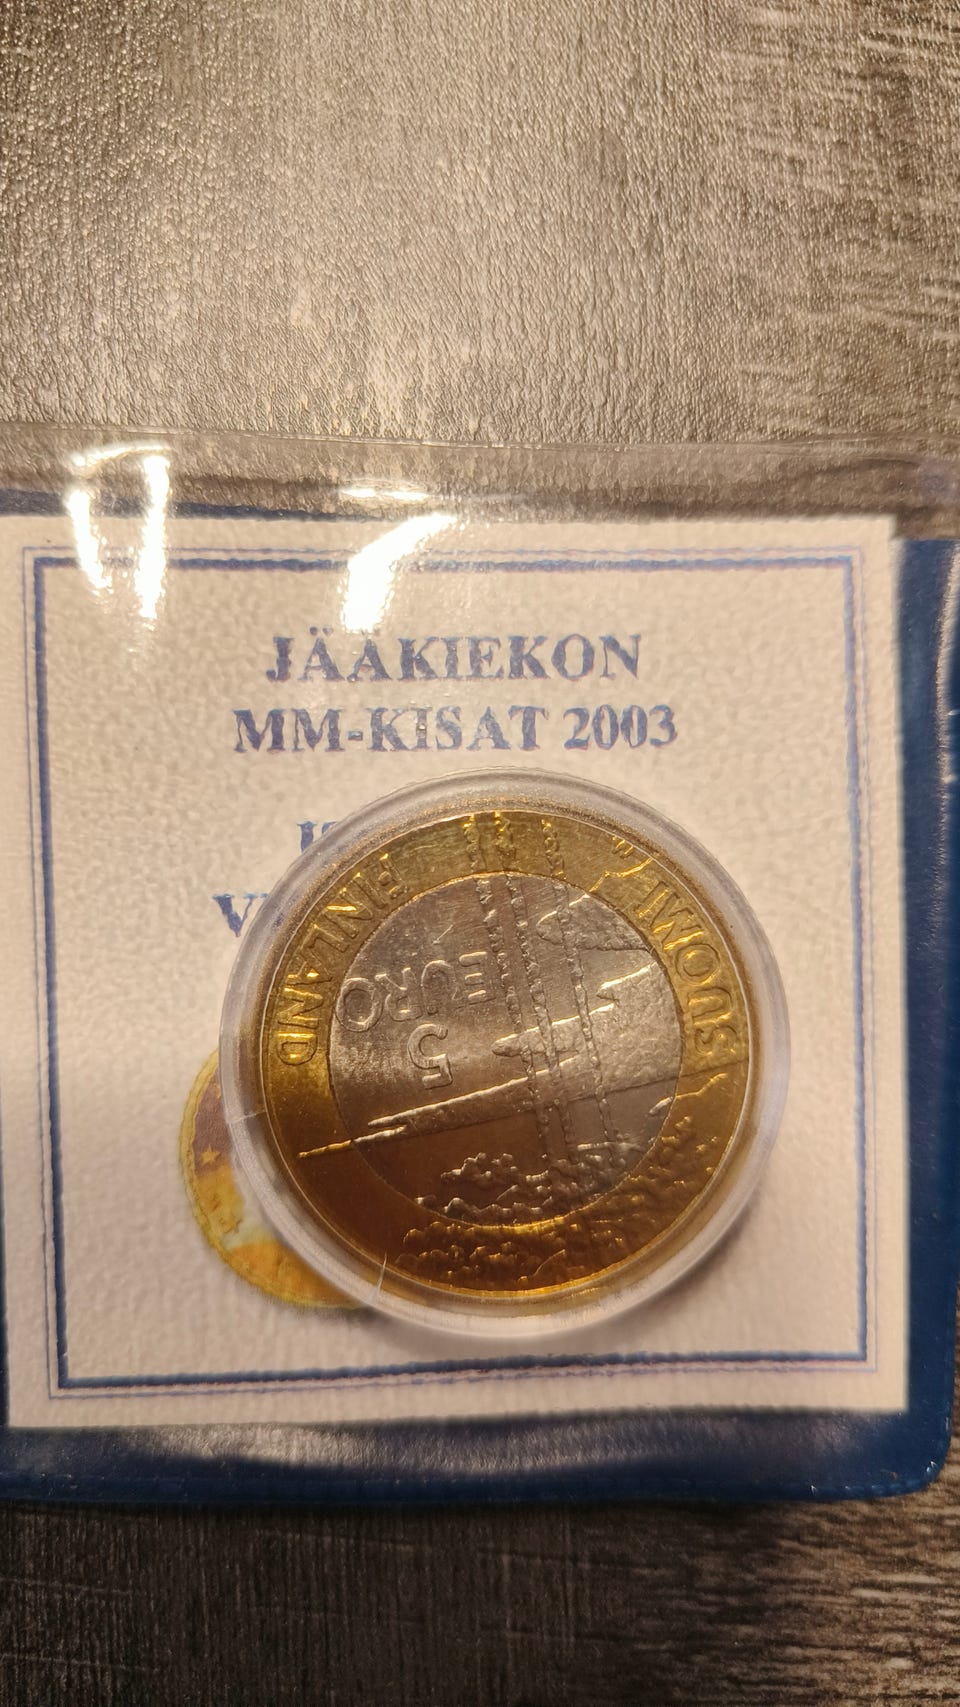 JÄÄKIEKON
MM-KISAT 2003
SUOMI
FINLAND
5
EURO